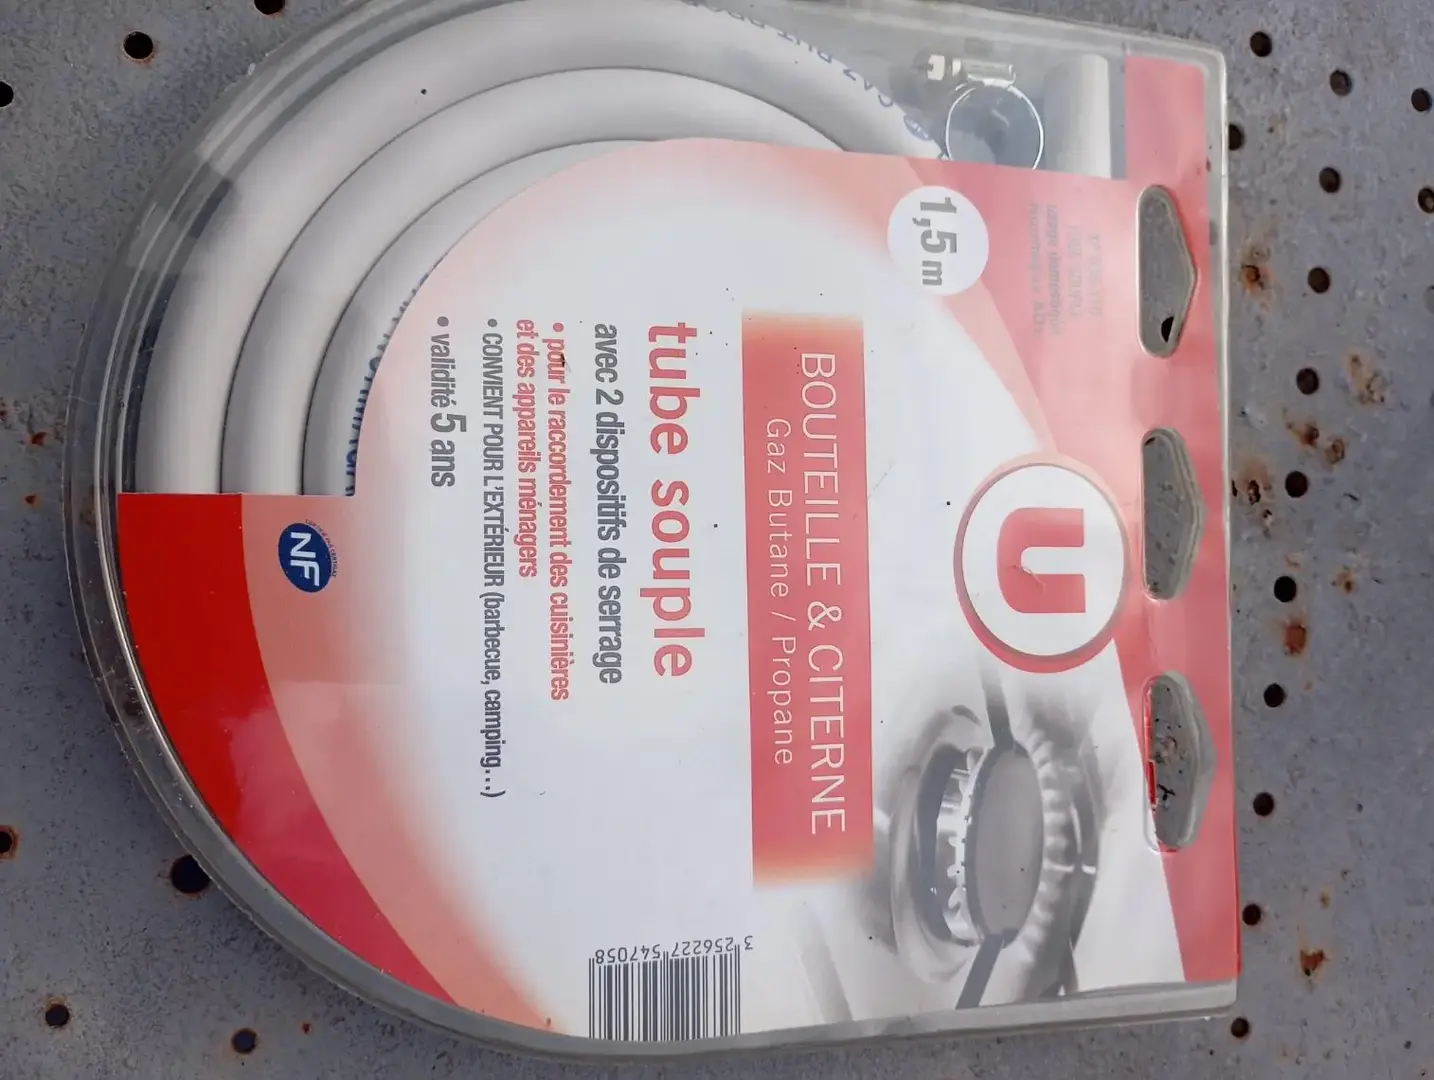 1,5 m
U
BOUTEILLE & CITERNE
Gaz Butane / Propane
tube souple
avec 2 dispositifs de serrage
• pour le raccordement des cuisinières
et des appareils ménagers
• CONVIENT POUR L'EXTÉRIEUR (barbecue, camping...)
• validité 5 ans
NF
3 256227 547058